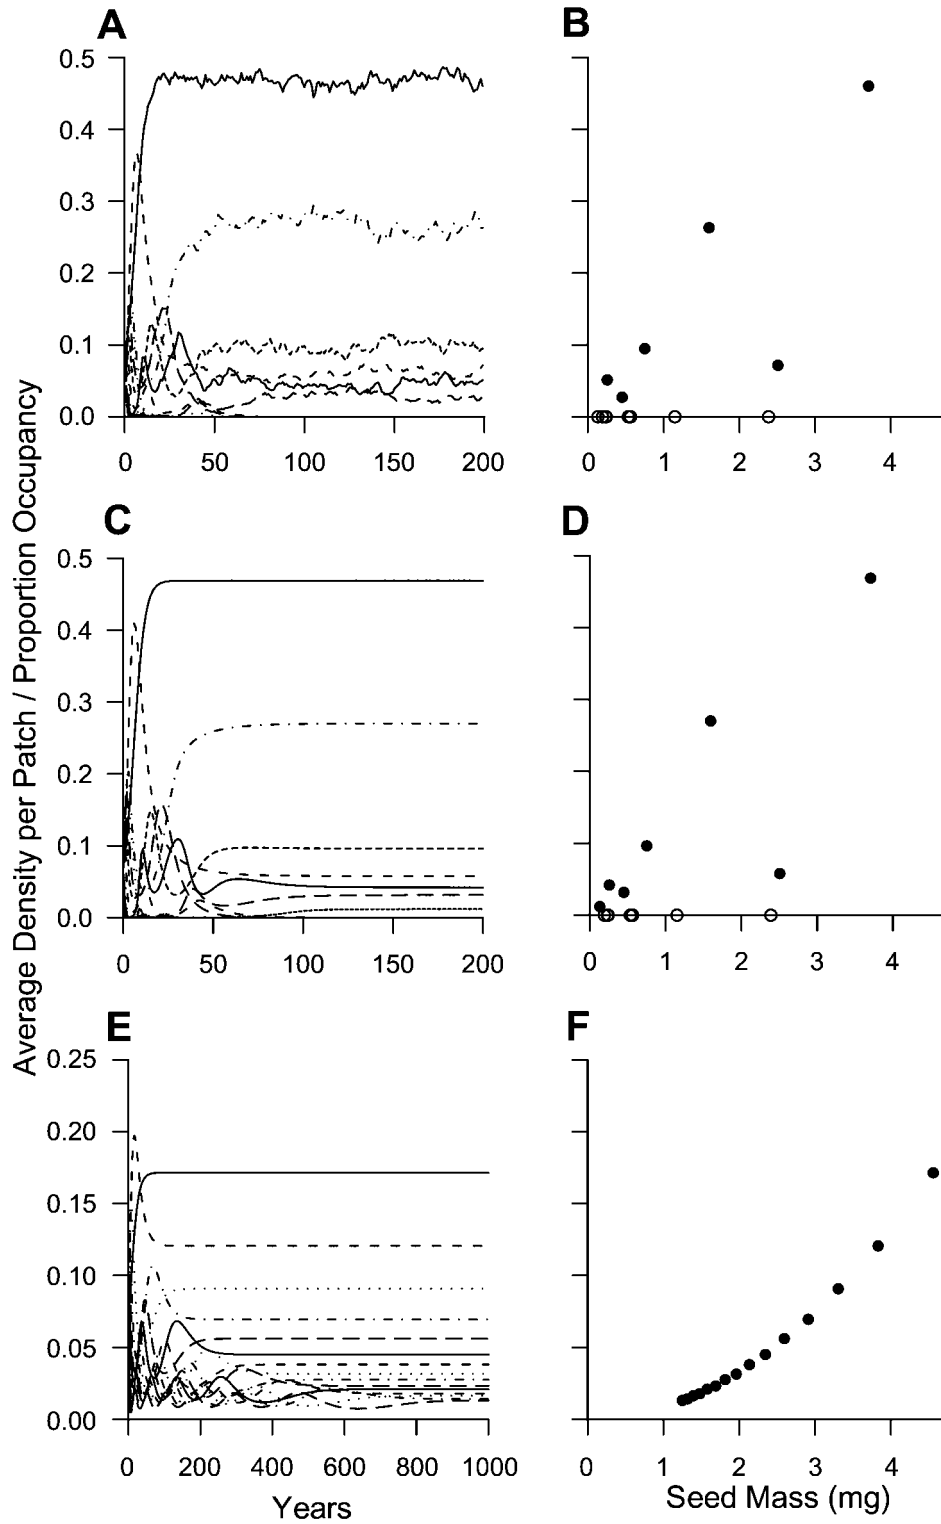 A
B
0.5
0.4
0.3
0.2
0.1
0.0
0 50 100 150 200
0 1 2 3 4
Average Density per Patch / Proportion Occupancy
C
D
0.5
0.4
0.3
0.2
0.1
0.0
0 50 100 150 200
0 1 2 3 4
E
F
0.25
0.20
0.15
0.10
0.05
0.00
0 200 400 600 800 1000
0 1 2 3 4
Years
Seed Mass (mg)